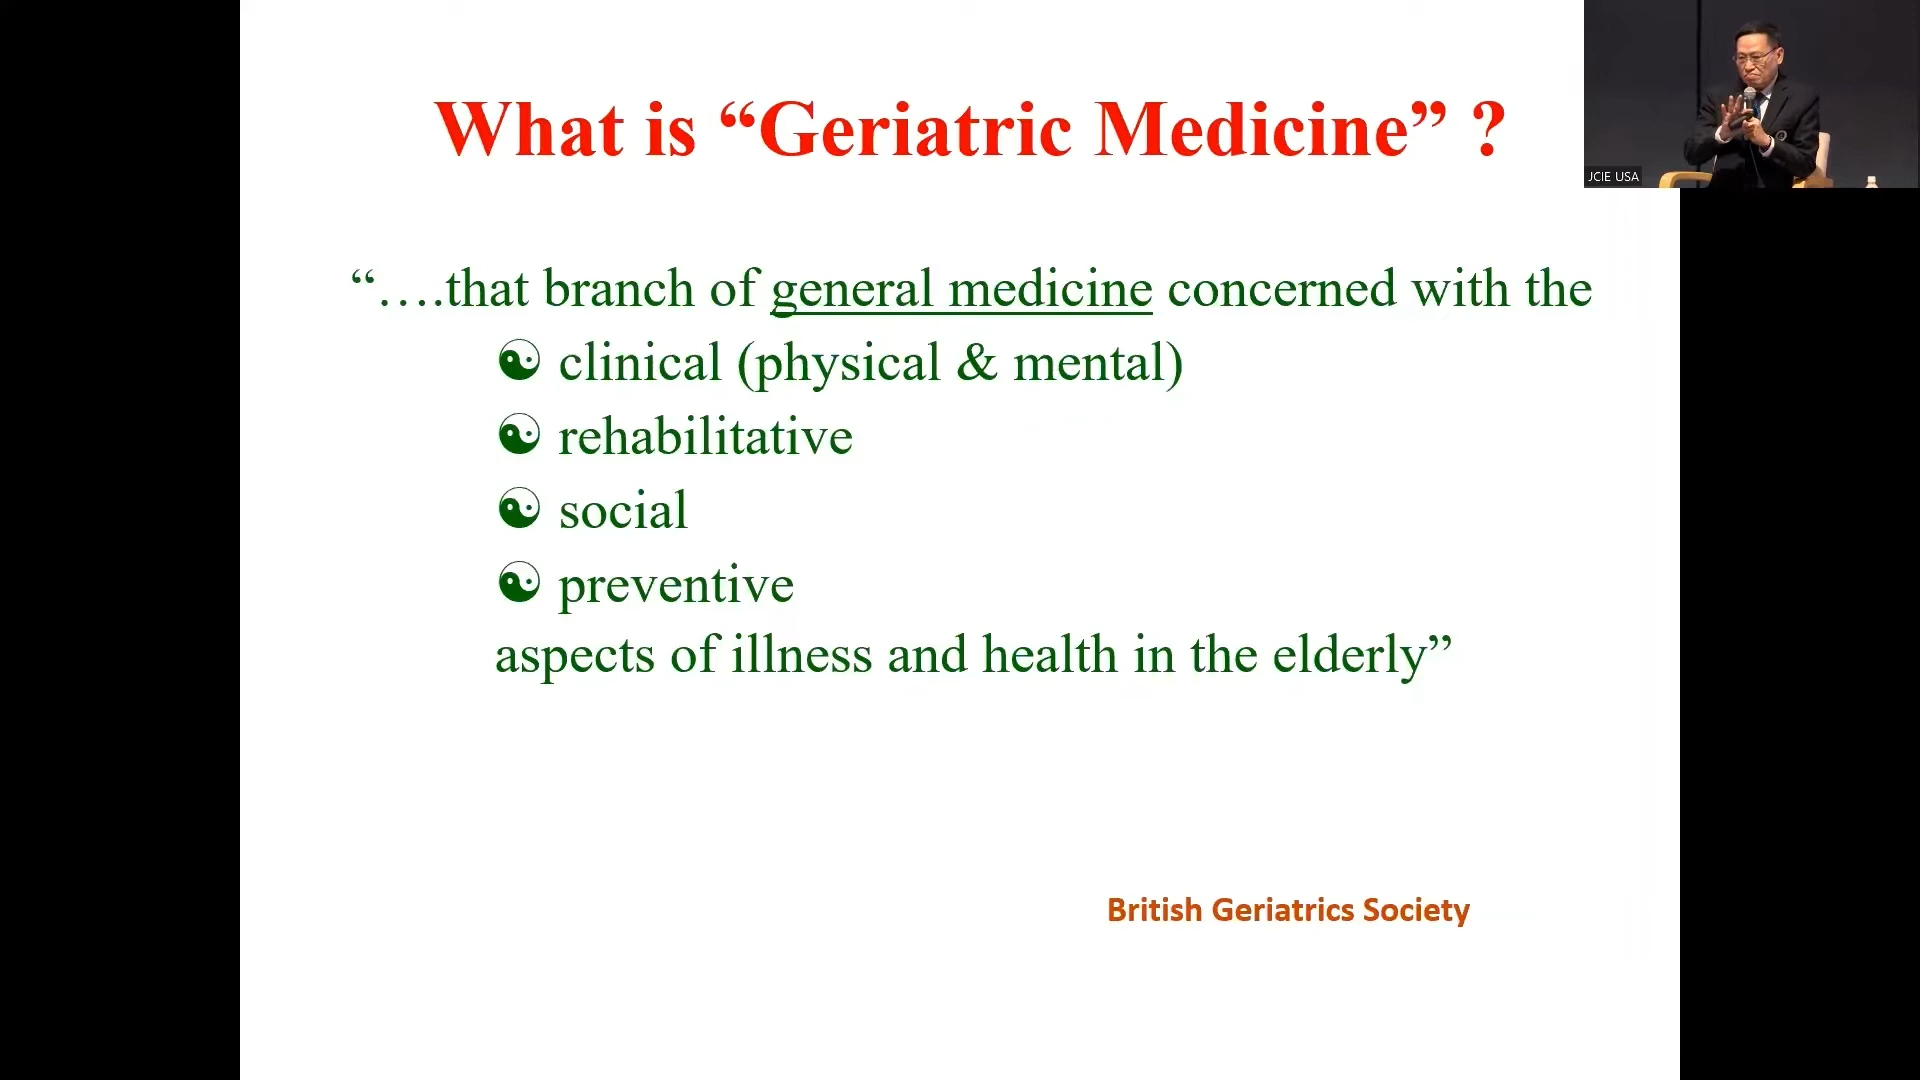 What is “Geriatric Medicine” ?
JCIE USA
“….that branch of general medicine concerned with the
☯ clinical (physical & mental)
☯ rehabilitative
☯ social
☯ preventive
aspects of illness and health in the elderly”
British Geriatrics Society